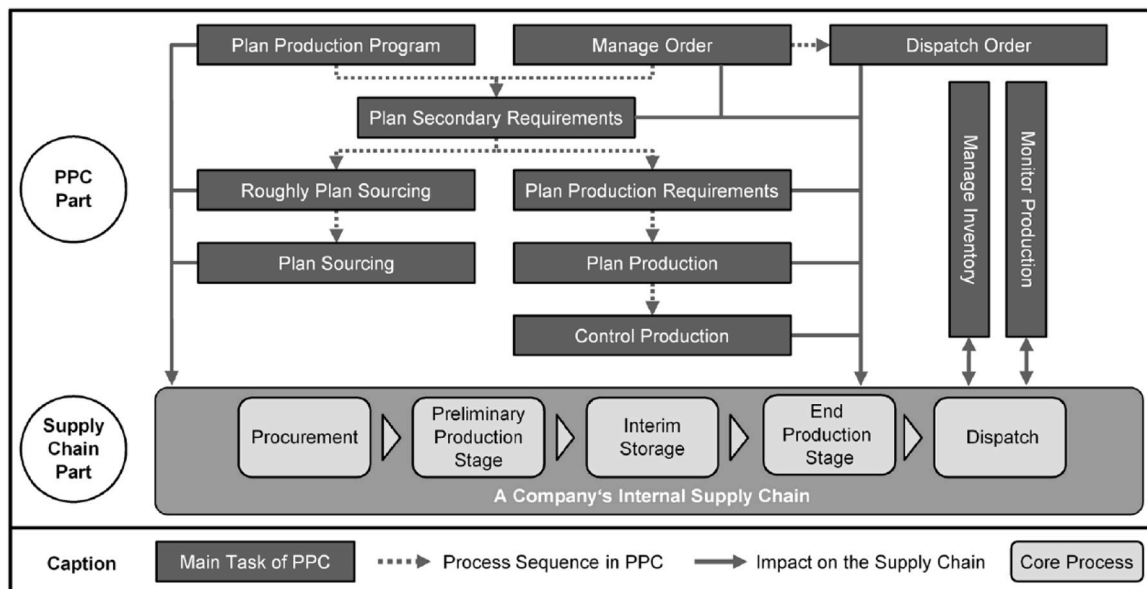 Plan Production Program
Manage Order
Dispatch Order
Plan Secondary Requirements
PPC
Part
Roughly Plan Sourcing
Plan Production Requirements
Manage Inventory
Monitor Production
Plan Sourcing
Plan Production
Control Production
Supply
Chain
Part
Procurement
Preliminary
Production
Stage
Interim
Storage
End
Production
Stage
Dispatch
A Company‘s Internal Supply Chain
Caption
Main Task of PPC
Process Sequence in PPC
Impact on the Supply Chain
Core Process